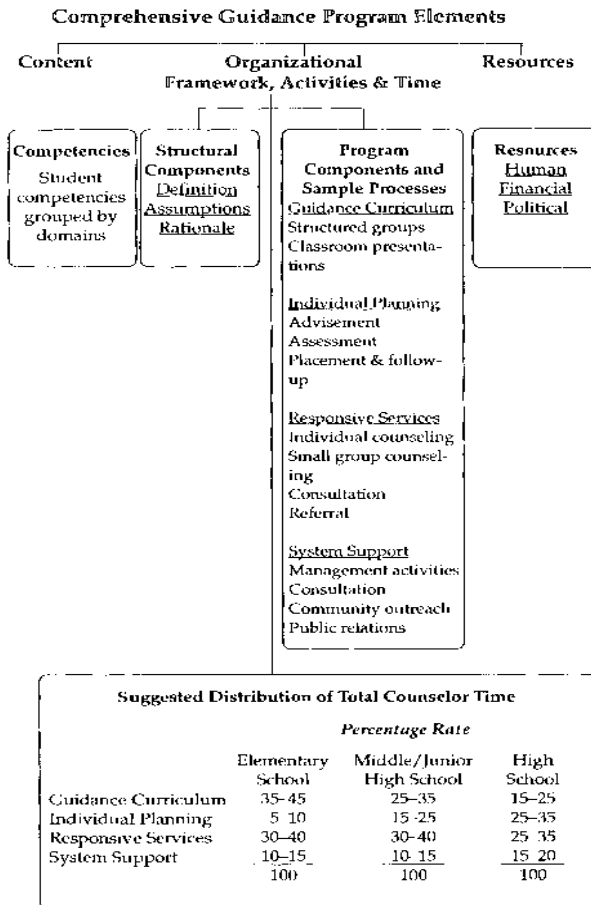 Comprehensive Guidance Program Elements
Content
Organizational
Framework, Activities & Time
Resources
Competencies
Student
competencies
grouped by
domains
Structural
Components
Definition
Assumptions
Rationale
Program
Components and
Sample Processes
Guidance Curriculum
Structured groups
Classroom presenta-
tions
Individual Planning
Advisement
Assessment
Placement & follow-
up
Responsive Services
Individual counseling
Small group counsel-
ing
Consultation
Referral
System Support
Management activities
Consultation
Community outreach
Public relations
Resources
Human
Financial
Political
Suggested Distribution of Total Counselor Time
Percentage Rate
Elementary Middle/Junior High
School High School School
Guidance Curriculum 35–45 25–35 15–25
Individual Planning 5 10 15 -25 25–35
Responsive Services 30–40 30–40 25 35
System Support 10–15 10 15 15 20
100 100 100